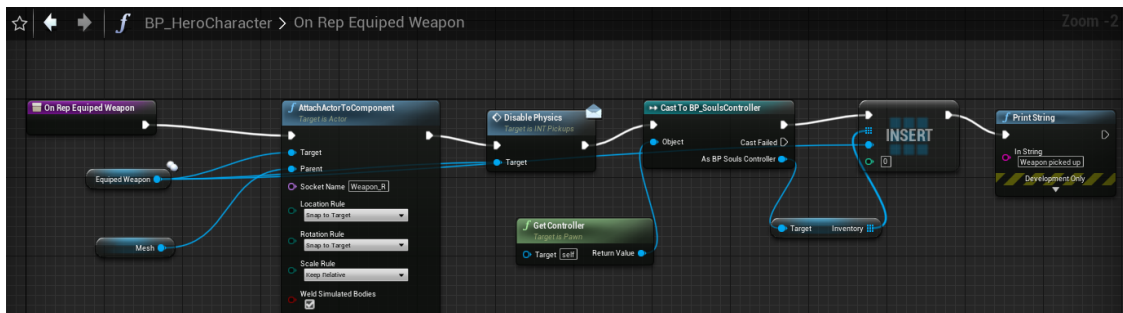 BP_HeroCharacter > On Rep Equiped Weapon
Zoom -2
On Rep Equiped Weapon
Equiped Weapon
Mesh
AttachActorToComponent
Target is Actor
Target
Parent
Socket Name Weapon_R
Location Rule
Snap to Target
Rotation Rule
Snap to Target
Scale Rule
Keep Relative
Weld Simulated Bodies
Disable Physics
Target is INT Pickups
Target
GetController
Target is Pawn
Target self Return Value
Cast To BP_SoulsController
Object Cast Failed
As BP Souls Controller
Target Inventory
INSERT
0
Print String
In String
Weapon picked up
Development Only